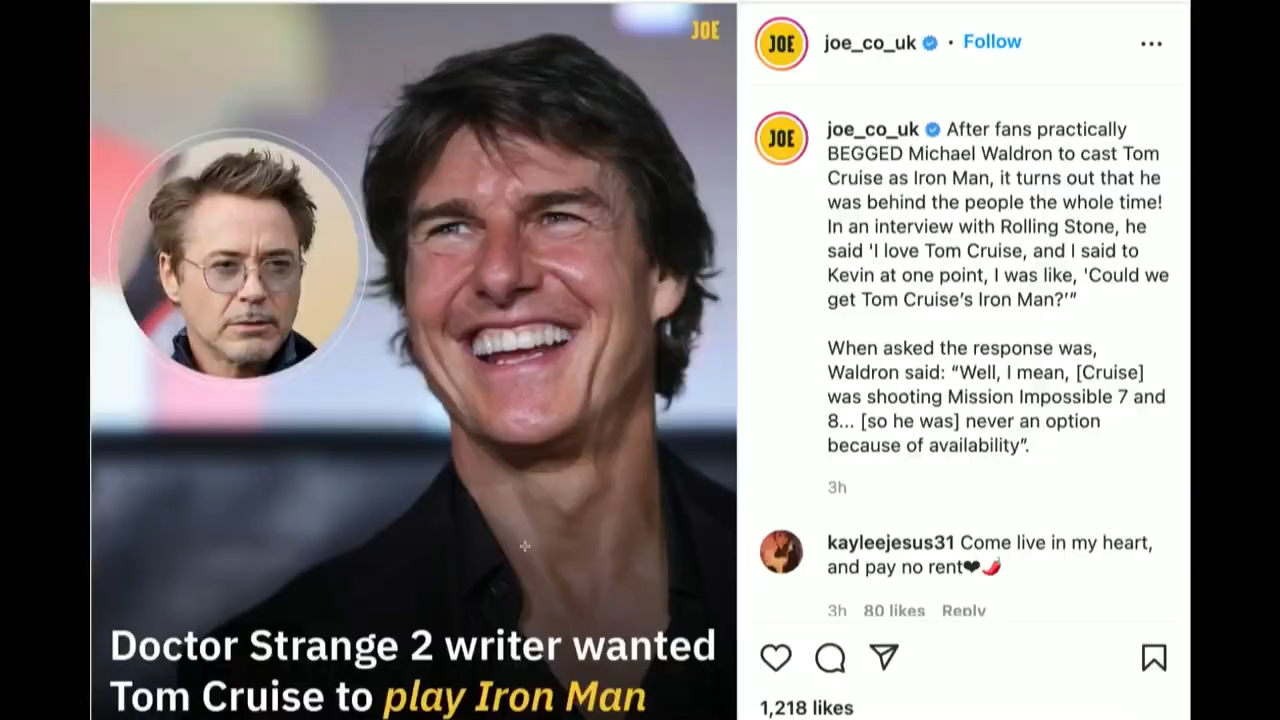 JOE
Doctor Strange 2 writer wanted
Tom Cruise to play Iron Man
JOE
joe_co_uk • Follow
JOE
joe_co_uk After fans practically
BEGGED Michael Waldron to cast Tom
Cruise as Iron Man, it turns out that he
was behind the people the whole time!
In an interview with Rolling Stone, he
said 'I love Tom Cruise, and I said to
Kevin at one point, I was like, 'Could we
get Tom Cruise's Iron Man?'"
When asked the response was,
Waldron said: “Well, I mean, [Cruise]
was shooting Mission Impossible 7 and
8... [so he was] never an option
because of availability”.
3h
kayleejesus31 Come live in my heart,
and pay no rent❤🌶
3h 80 likes Reply
1,218 likes